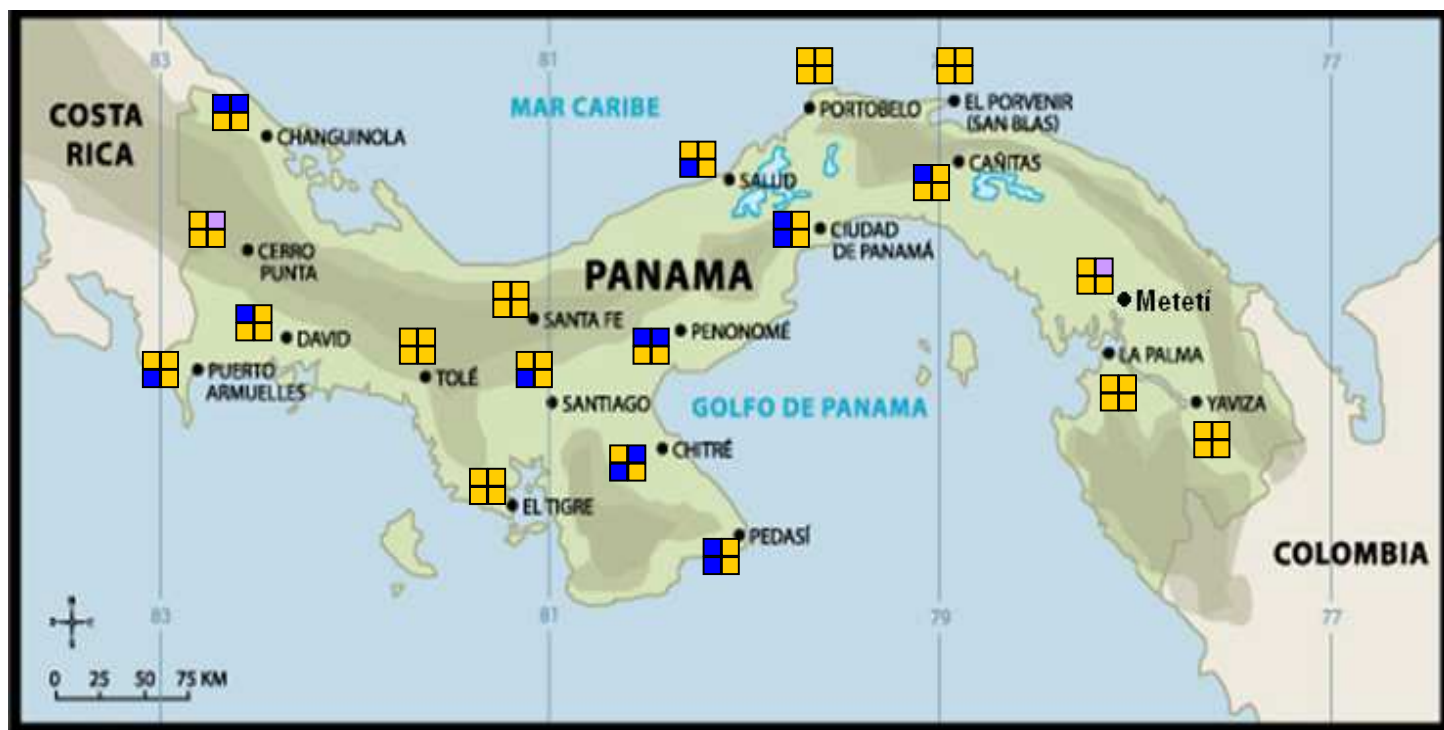 83
81
77
COSTA
RICA
MAR CARIBE
CHANGUINOLA
PORTOBELO
EL PORVENIR
(SAN BLAS)
CAÑITAS
SALUD
CERRO
PUNTA
CIUDAD
DE PANAMÁ
PANAMA
Metetí
SANTA FE
PENONOMÉ
DAVID
LA PALMA
PUERTO
ARMUELLES
TOLÉ
SANTIAGO
GOLFO DE PANAMA
YAVIZA
CHITRÉ
EL TIGRE
PEDASÍ
COLOMBIA
83
81
79
77
0 25 50 75 KM